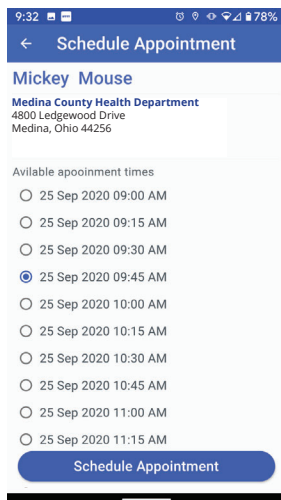 9:32 78%
Schedule Appointment
Mickey Mouse
Medina County Health Department
4800 Ledgewood Drive
Medina, Ohio 44256
Avilable apooinment times
25 Sep 2020 09:00 AM
25 Sep 2020 09:15 AM
25 Sep 2020 09:30 AM
25 Sep 2020 09:45 AM
25 Sep 2020 10:00 AM
25 Sep 2020 10:15 AM
25 Sep 2020 10:30 AM
25 Sep 2020 10:45 AM
25 Sep 2020 11:00 AM
25 Sep 2020 11:15 AM
Schedule Appointment